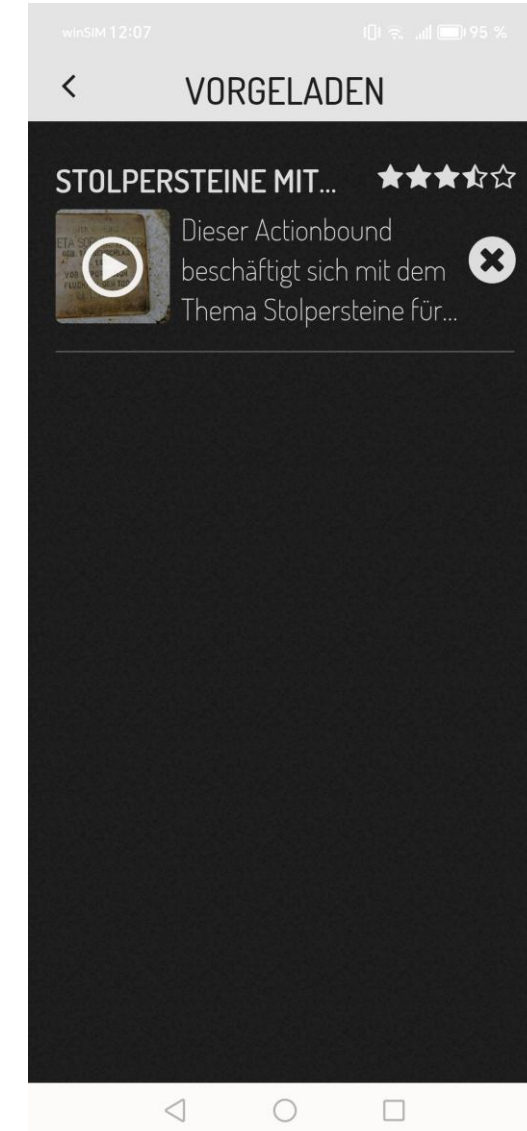 winSIM 12:07 95 %
VORGELADEN
STOLPERSTEINE MIT...
Dieser Actionbound
beschäftigt sich mit dem
Thema Stolpersteine für...